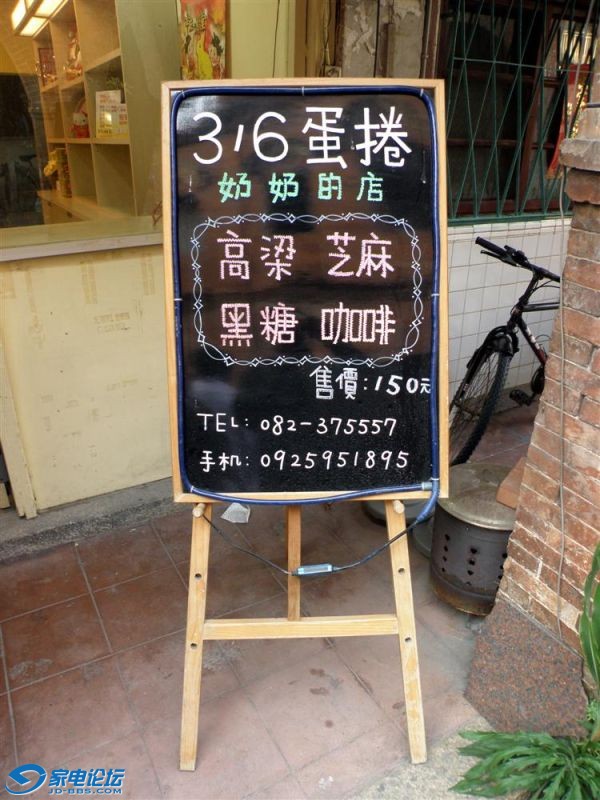 316蛋捲
奶奶的店
高梁 芝麻
黑糖 咖啡
售價:150元
TEL: 082-375557
手机: 0925951895
家电论坛
JD-BBS.COM